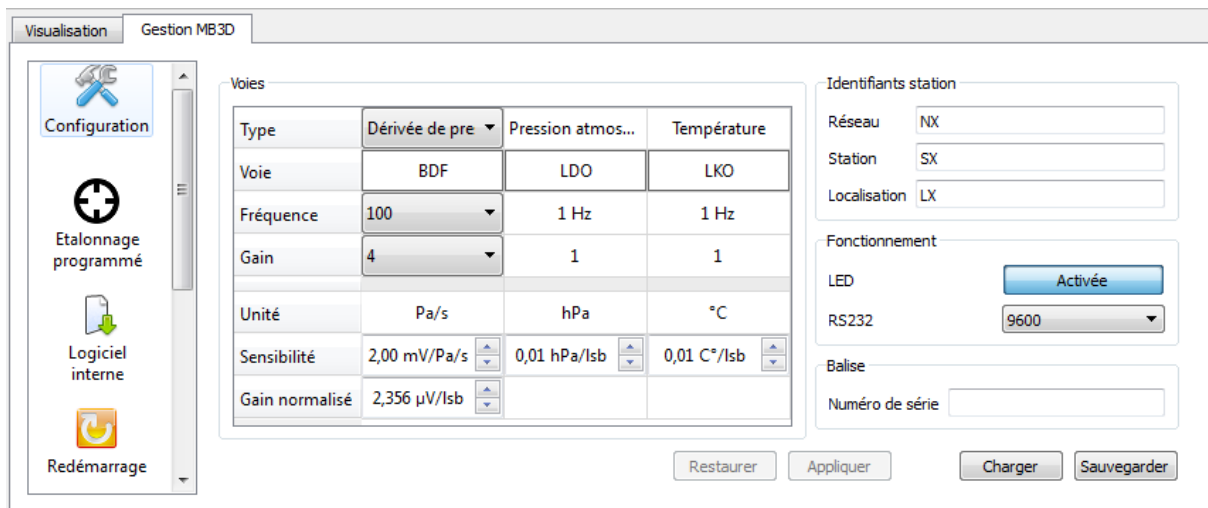 Visualisation Gestion MB3D
Configuration
Etalonnage
programmé
Logiciel
interne
Redémarrage
Voies
Type Dérivée de pre Pression atmos... Température
Voie BDF LDO LKO
Fréquence 100 1 Hz 1 Hz
Gain 4 1 1
Unité Pa/s hPa °C
Sensibilité 2,00 mV/Pa/s 0,01 hPa/lsb 0,01 C°/lsb
Gain normalisé 2,356 µV/lsb
Identifiants station
Réseau NX
Station SX
Localisation LX
Fonctionnement
LED Activée
RS232 9600
Balise
Numéro de série
Restaurer Appliquer Charger Sauvegarder